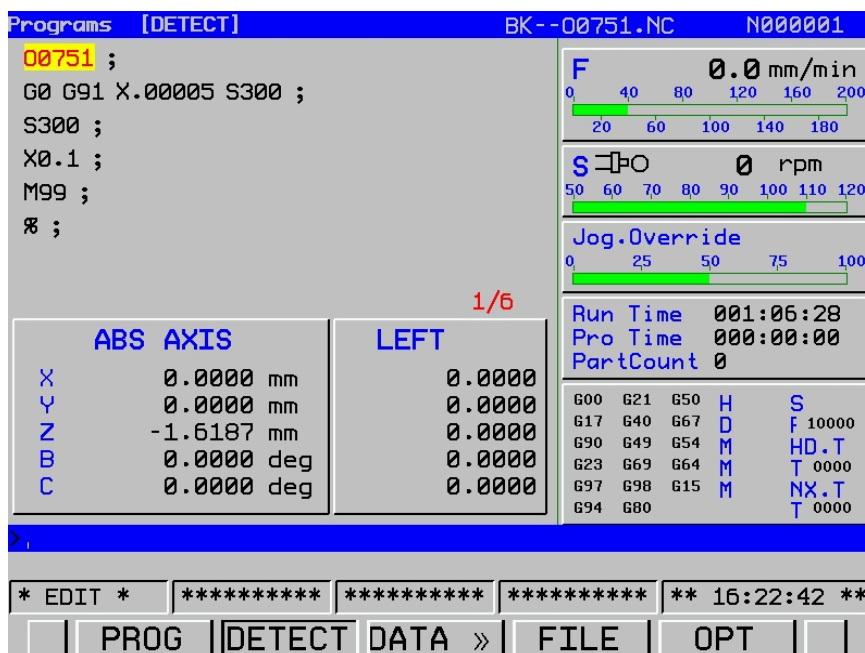 Programs [DETECT] BK--O0751.NC N000001
O0751 ;
G0 G91 X.00005 S300 ;
S300 ;
X0.1 ;
M99 ;
% ;
1/6
F 0.0 mm/min
0 40 80 120 160 200
20 60 100 140 180
S 0 rpm
50 60 70 80 90 100 110 120
Jog.Override
0 25 50 75 100
Run Time 001:06:28
Pro Time 000:00:00
PartCount 0
ABS AXIS LEFT
X 0.0000 mm 0.0000
Y 0.0000 mm 0.0000
Z -1.6187 mm 0.0000
B 0.0000 deg 0.0000
C 0.0000 deg 0.0000
G00 G21 G50 H S
G17 G40 G67 D F 10000
G90 G49 G54 M HD.T
G23 G69 G64 M T 0000
G97 G98 G15 M NX.T
G94 G80 T 0000
>
* EDIT * ********** ********** ********** ** 16:22:42 **
PROG DETECT DATA » FILE OPT